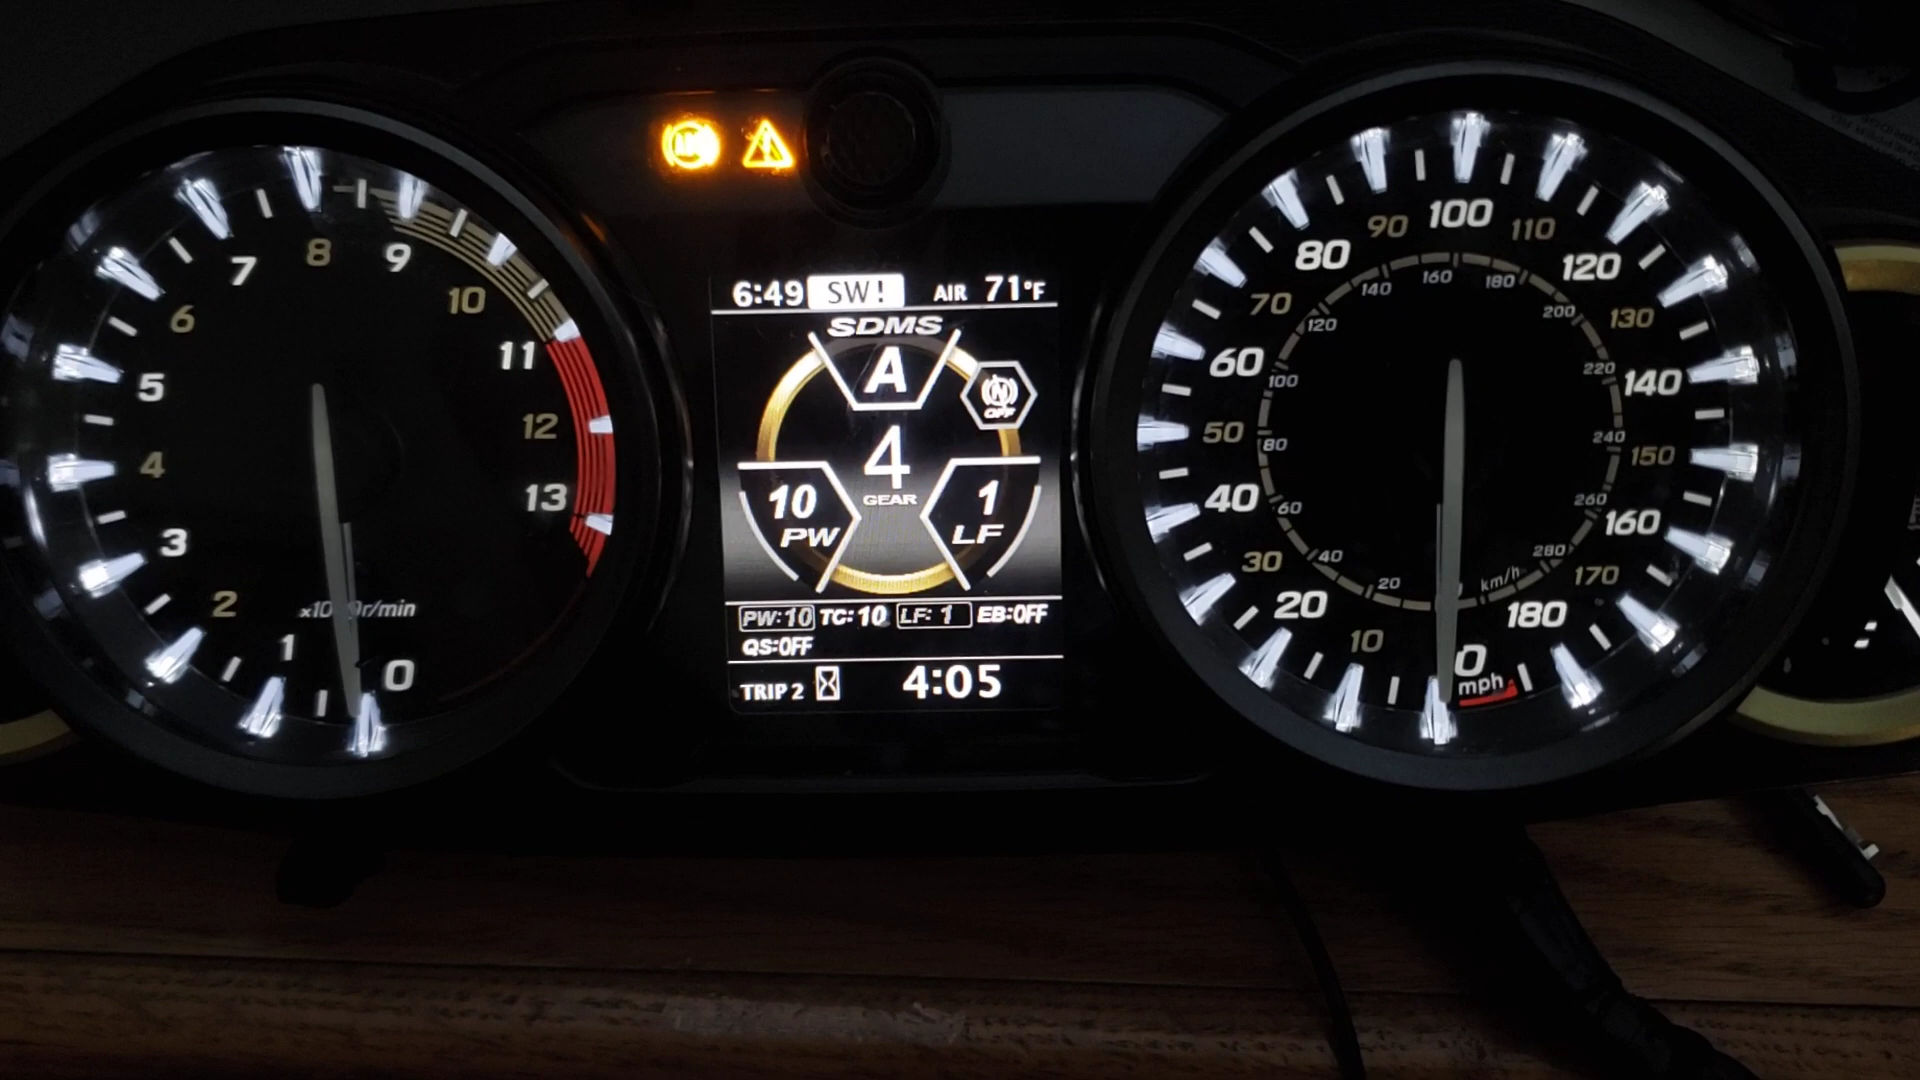 7 8 9
6 10
5 11
4 12
3 13
2
1 0
ABS
6:49 SW! AIR 71°F
SDMS
A
OFF
4
GEAR
10
PW
1
LF
PW:10 TC:10 LF: 1 EB:OFF
QS:OFF
TRIP 2 4:05
80 90 100 110 120
70 130
60 140
50 150
40 160
30 170
20 180
10 0
mph
140 160 180
120 200
100 220
80 240
60 260
40 280
20 km/h